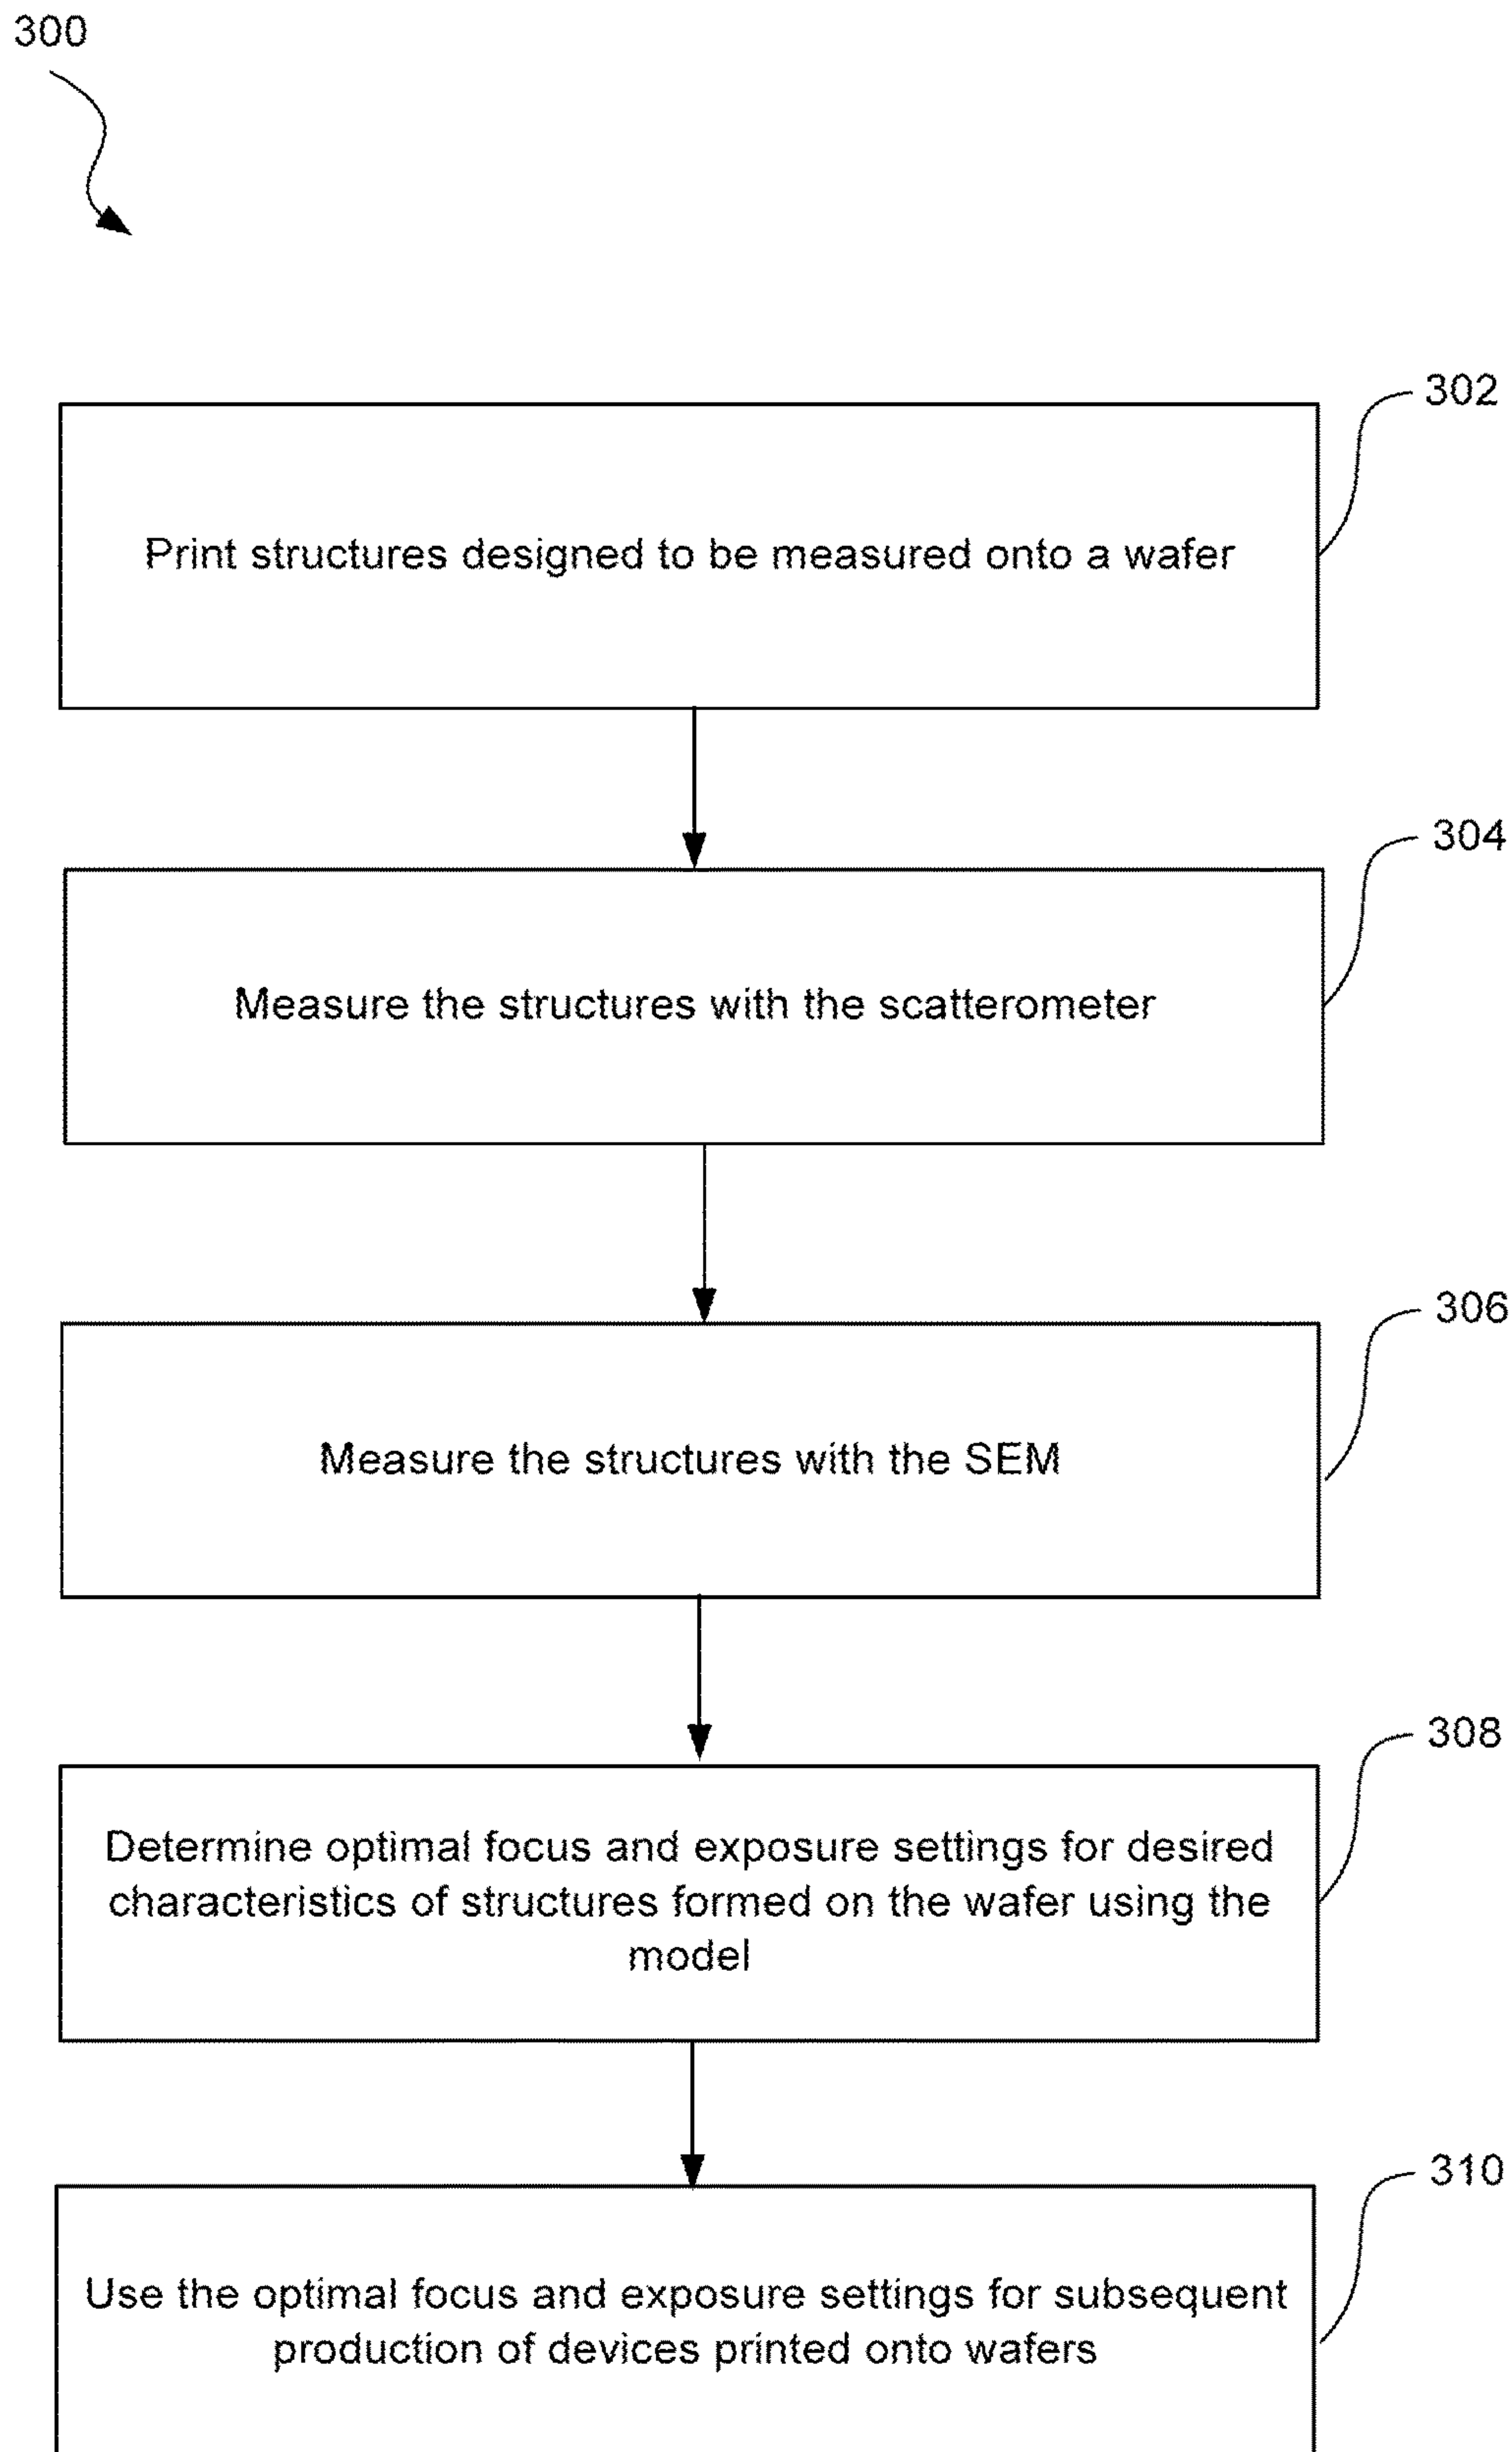 300
302
Print structures designed to be measured onto a wafer
304
Measure the structures with the scatterometer
306
Measure the structures with the SEM
308
Determine optimal focus and exposure settings for desired
characteristics of structures formed on the wafer using the
model
310
Use the optimal focus and exposure settings for subsequent
production of devices printed onto wafers